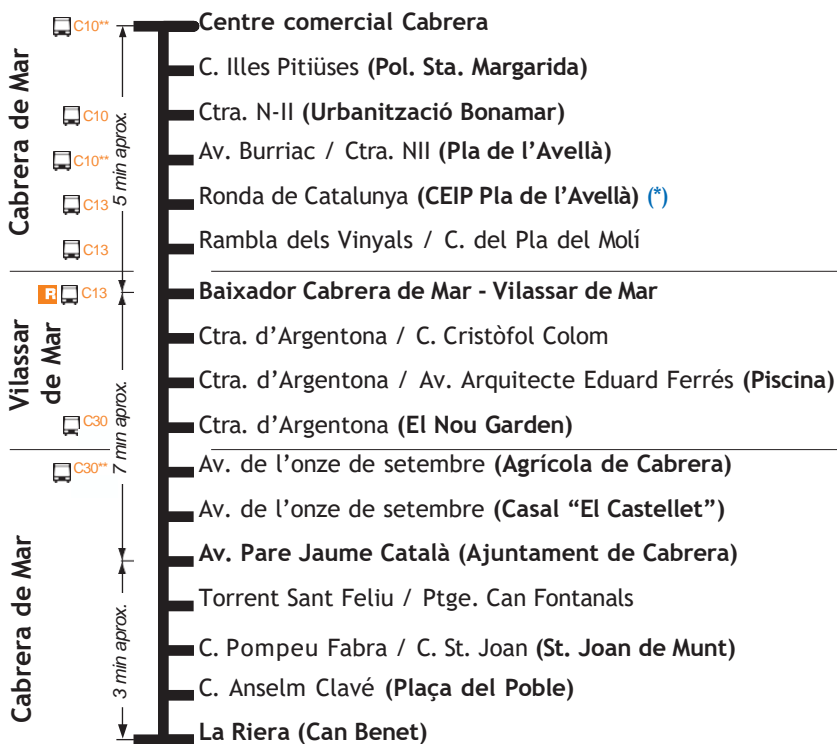 C10** Centre comercial Cabrera
C. Illes Pitiüses (Pol. Sta. Margarida)
C10 Ctra. N-II (Urbanització Bonamar)
C10** Av. Burriac / Ctra. NII (Pla de l’Avellà)
C13 Ronda de Catalunya (CEIP Pla de l’Avellà) (*)
C13 Rambla dels Vinyals / C. del Pla del Molí
Cabrera de Mar
5 min aprox.
R C13 Baixador Cabrera de Mar - Vilassar de Mar
Ctra. d’Argentona / C. Cristòfol Colom
Ctra. d’Argentona / Av. Arquitecte Eduard Ferrés (Piscina)
C30 Ctra. d’Argentona (El Nou Garden)
Vilassar
de Mar
7 min aprox.
C30** Av. de l’onze de setembre (Agrícola de Cabrera)
Av. de l’onze de setembre (Casal “El Castellet”)
Av. Pare Jaume Català (Ajuntament de Cabrera)
Torrent Sant Feliu / Ptge. Can Fontanals
C. Pompeu Fabra / C. St. Joan (St. Joan de Munt)
C. Anselm Clavé (Plaça del Poble)
La Riera (Can Benet)
Cabrera de Mar
3 min aprox.